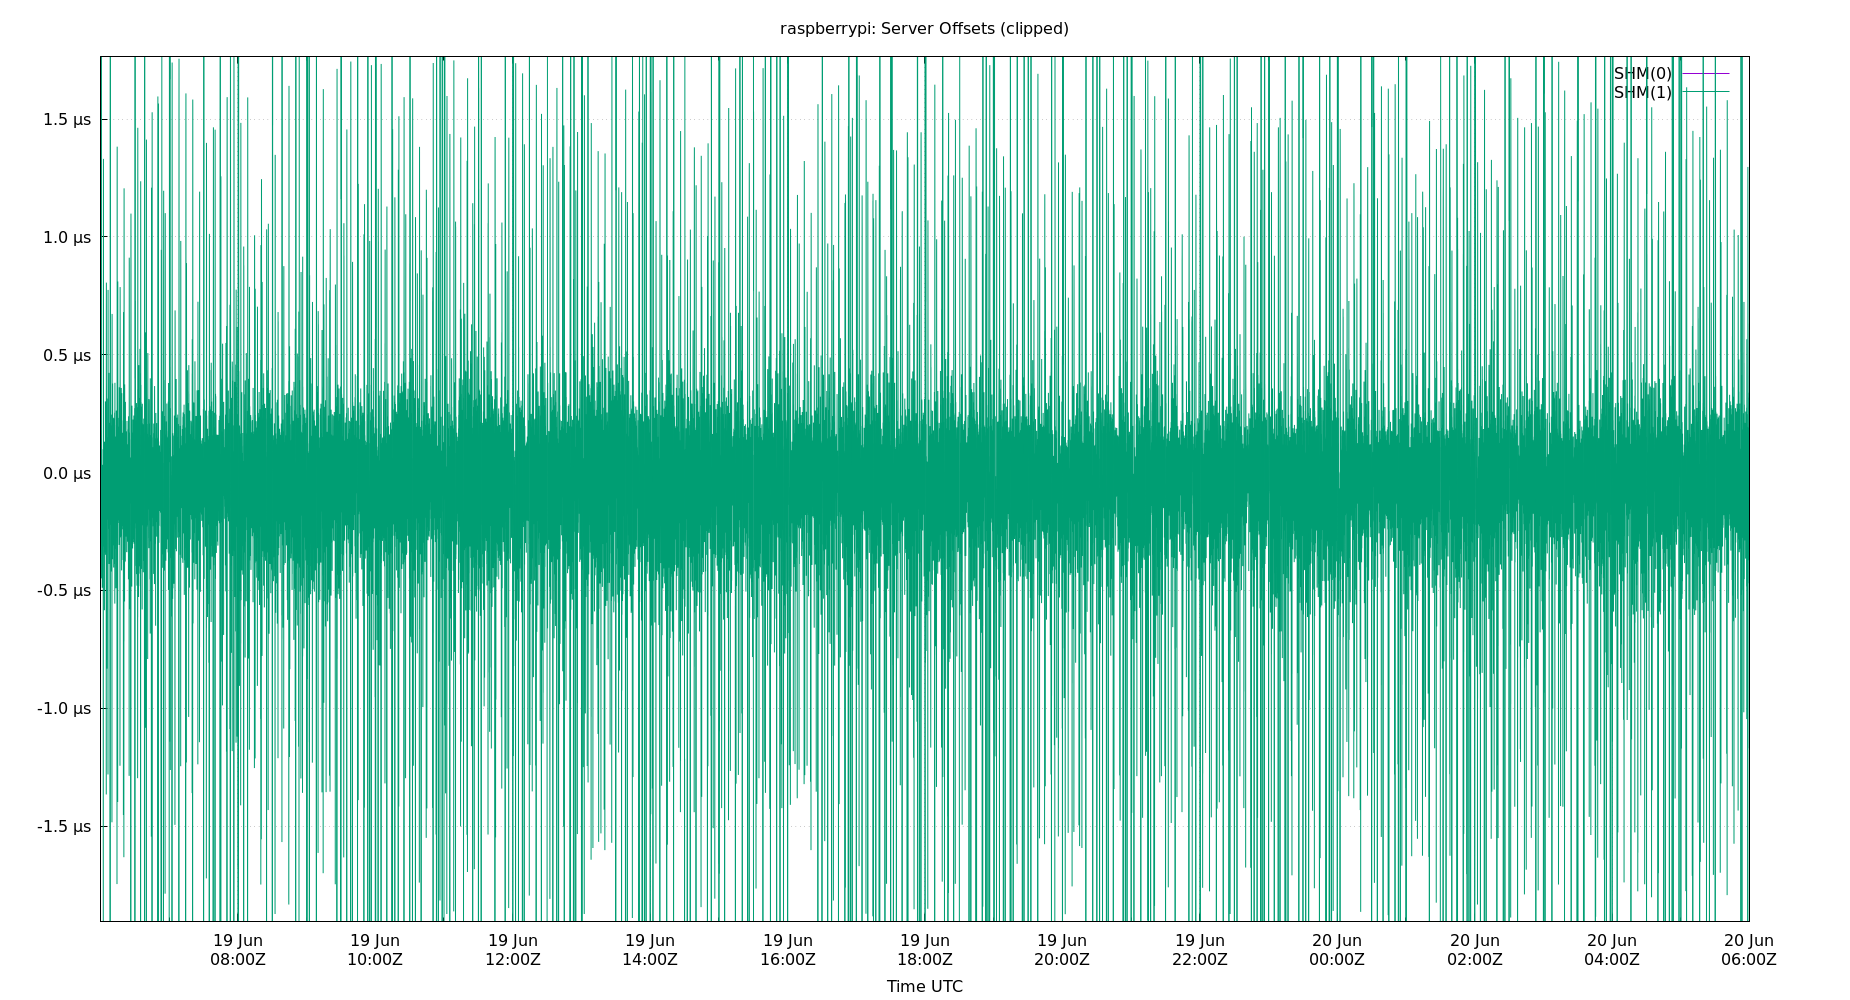 raspberrypi: Server Offsets (clipped)
SHM(0)
SHM(1)
1.5 µs
1.0 µs
0.5 µs
0.0 µs
-0.5 µs
-1.0 µs
-1.5 µs
19 Jun 19 Jun 19 Jun 19 Jun 19 Jun 19 Jun 19 Jun 19 Jun 20 Jun 20 Jun 20 Jun 20 Jun
08:00Z 10:00Z 12:00Z 14:00Z 16:00Z 18:00Z 20:00Z 22:00Z 00:00Z 02:00Z 04:00Z 06:00Z
Time UTC